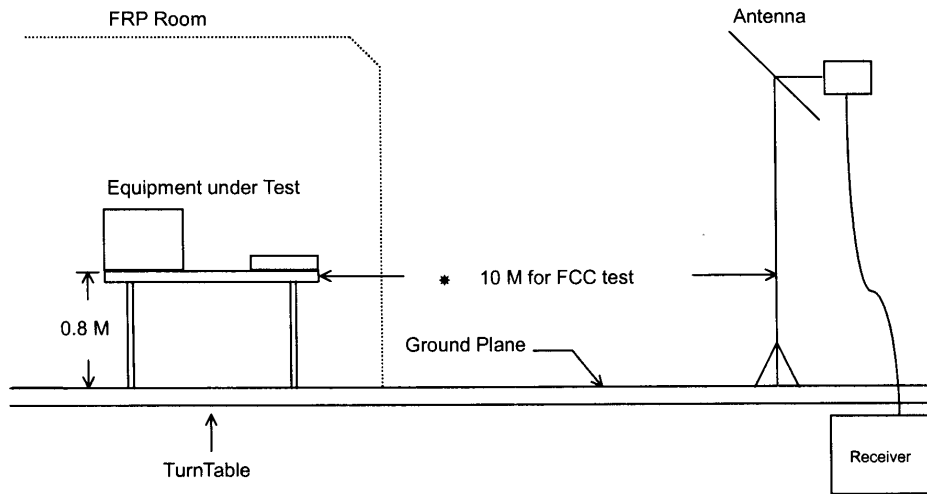 FRP Room
Antenna
Equipment under Test
* 10 M for FCC test
0.8 M
Ground Plane
TurnTable
Receiver